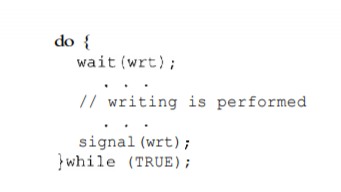 do {
wait(wrt);
. . .
// writing is performed
. . .
signal(wrt);
}while (TRUE);